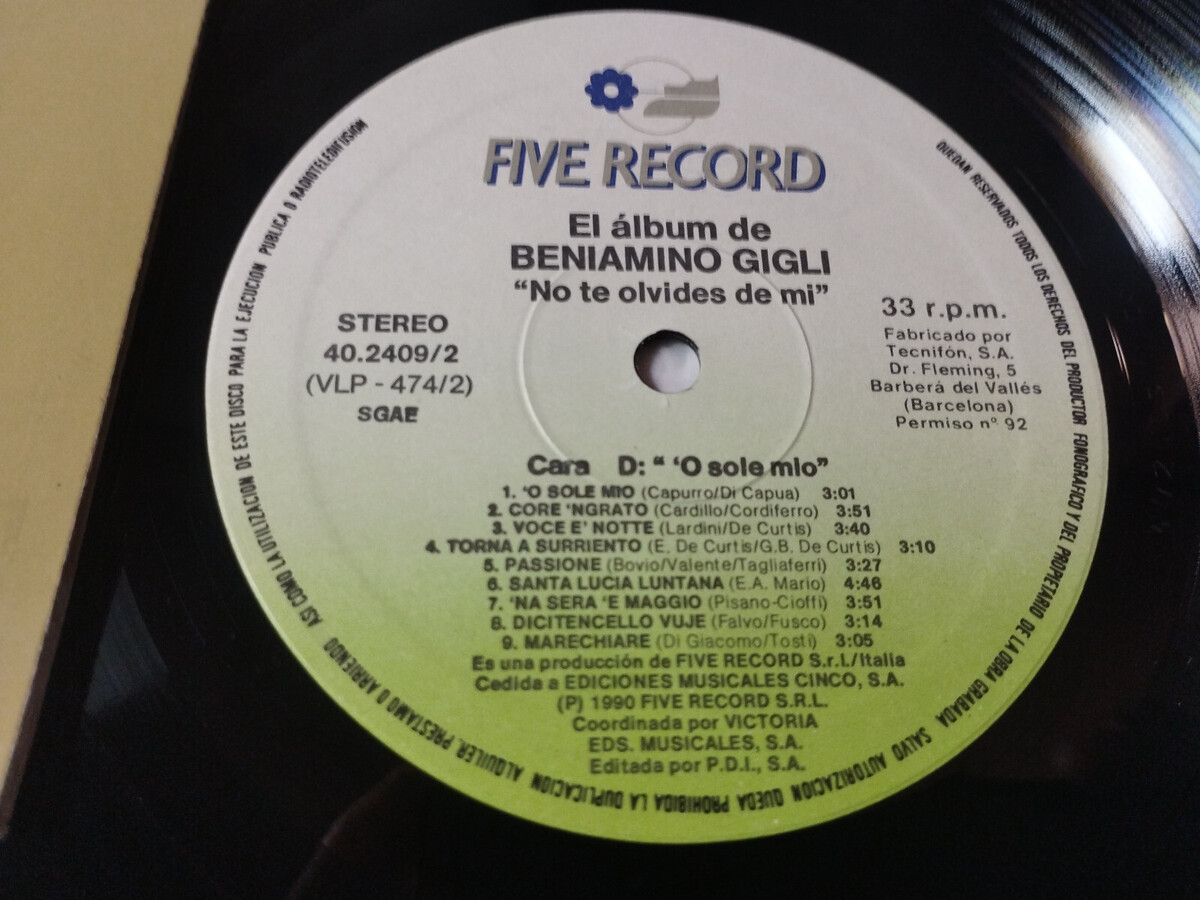 FIVE RECORD
El álbum de
BENIAMINO GIGLI
"No te olvides de mi"
STEREO
40.2409/2
(VLP - 474/2)
SGAE
33 r.p.m.
Fabricado por
Tecnifón, S.A.
Dr. Fleming, 5
Barberá del Vallés
(Barcelona)
Permiso nº 92
Cara D: " 'O sole mio"
1. 'O SOLE MIO (Capurro/Di Capua) 3:01
2. CORE 'NGRATO (Cardillo/Cordiferro) 3:51
3. VOCE E' NOTTE (Lardini/De Curtis) 3:40
4. TORNA A SURRIENTO (E. De Curtis/G.B. De Curtis) 3:10
5. PASSIONE (Bovio/Valente/Tagliaferri) 3:27
6. SANTA LUCIA LUNTANA (E.A. Mario) 4:46
7. 'NA SERA 'E MAGGIO (Pisano-Cioffi) 3:51
8. DICITENCELLO VUJE (Falvo/Fusco) 3:14
9. MARECHIARE (Di Giacomo/Tosti) 3:05
Es una producción de FIVE RECORD S.r.l./Italia
Cedida a EDICIONES MUSICALES CINCO, S.A.
(P) 1990 FIVE RECORD S.R.L.
Coordinada por VICTORIA
EDS. MUSICALES, S.A.
Editada por P.D.I., S.A.
QUEDAN RESERVADOS TODOS LOS DERECHOS DEL PRODUCTOR FONOGRAFICO Y DEL PROPIETARIO DE LA OBRA GRABADA SALVO AUTORIZACION QUEDA PROHIBIDA LA DUPLICACION ALQUILER, PRESTAMO O ARRIENDO ASI COMO LA UTILIZACION DE ESTE DISCO PARA LA EJECUCION PUBLICA O RADIOTELEDIFUSION